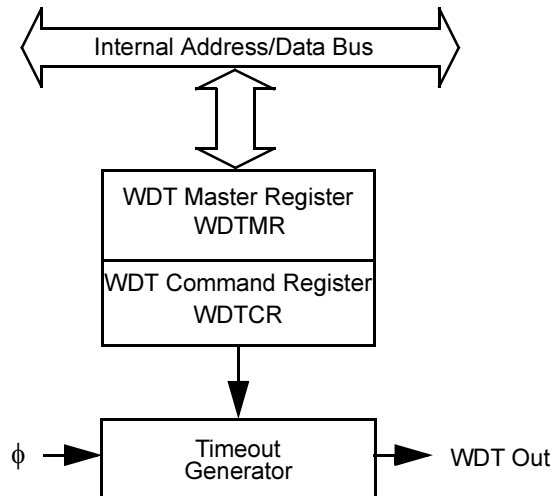 Internal Address/Data Bus
WDT Master Register
WDTMR
WDT Command Register
WDTCR
ϕ
Timeout
Generator
WDT Out